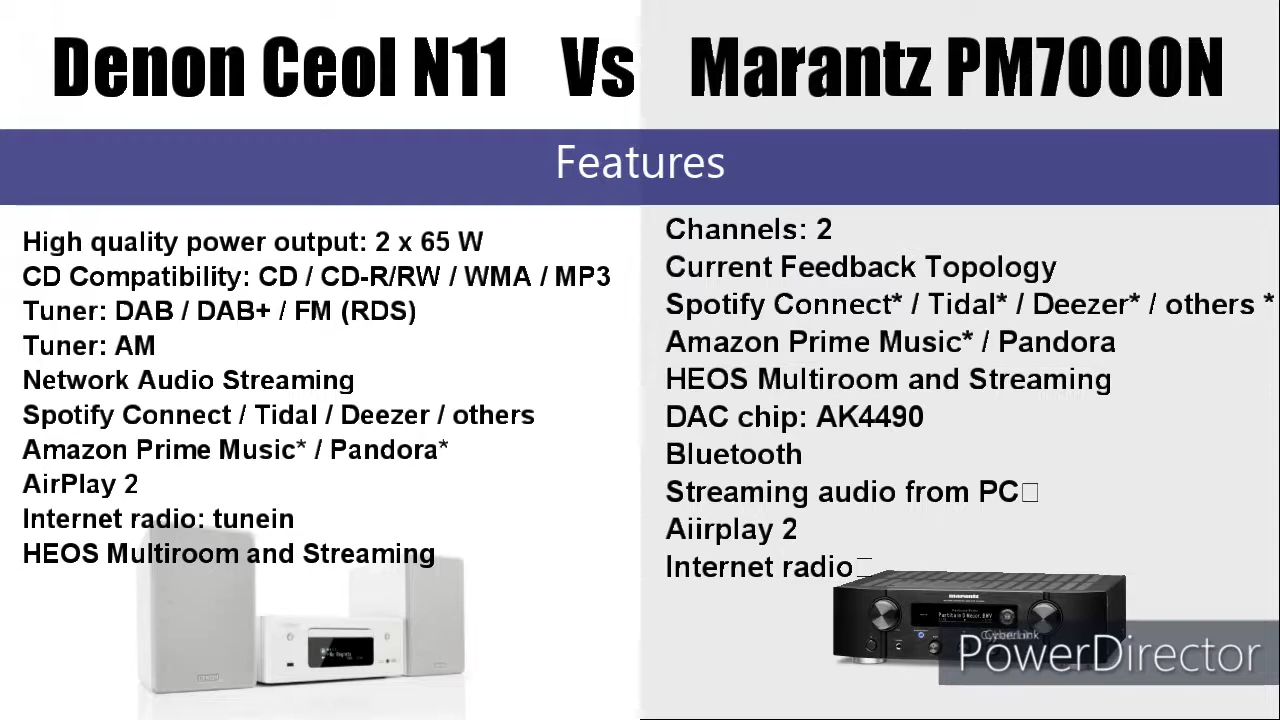 Denon Ceol N11 Vs Marantz PM7000N
Features
High quality power output: 2 x 65 W
CD Compatibility: CD / CD-R/RW / WMA / MP3
Tuner: DAB / DAB+ / FM (RDS)
Tuner: AM
Network Audio Streaming
Spotify Connect / Tidal / Deezer / others
Amazon Prime Music* / Pandora*
AirPlay 2
Internet radio: tunein
HEOS Multiroom and Streaming
DENON
Channels: 2
Current Feedback Topology
Spotify Connect* / Tidal* / Deezer* / others *
Amazon Prime Music* / Pandora
HEOS Multiroom and Streaming
DAC chip: AK4490
Bluetooth
Streaming audio from PC
Aiirplay 2
Internet radio
marantz
CyberLink
PowerDirector